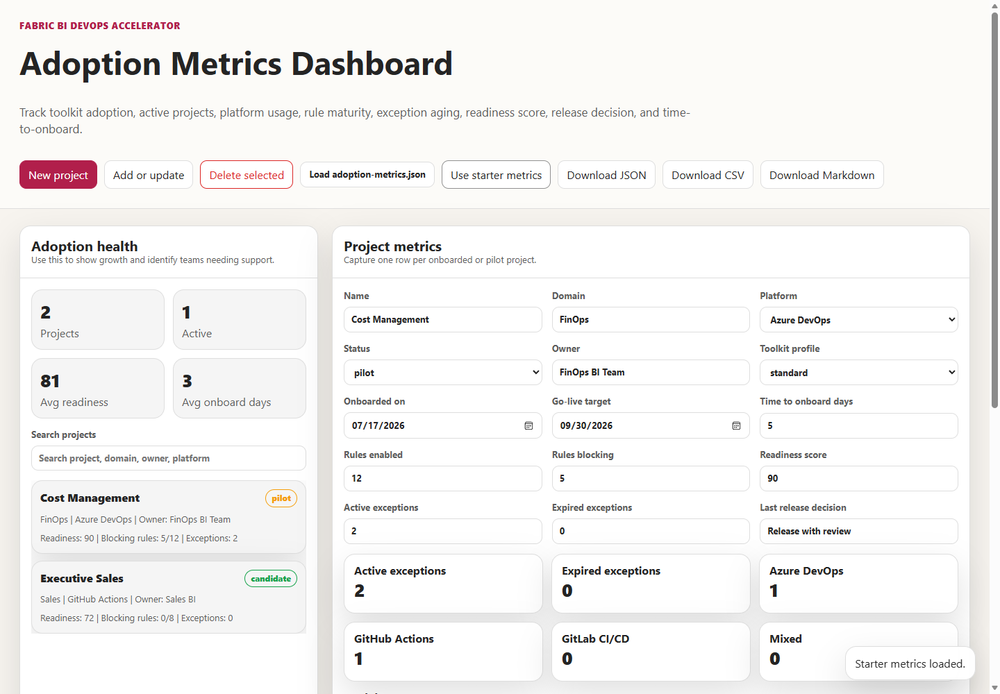 FABRIC BI DEVOPS ACCELERATOR
Adoption Metrics Dashboard
Track toolkit adoption, active projects, platform usage, rule maturity, exception aging, readiness score, release decision, and time-
to-onboard.
New project
Add or update
Delete selected
Load adoption-metrics.json
Use starter metrics
Download JSON
Download CSV
Download Markdown
Adoption health
Use this to show growth and identify teams needing support.
2
Projects
1
Active
81
Avg readiness
3
Avg onboard days
Search projects
Search project, domain, owner, platform
Cost Management
pilot
FinOps | Azure DevOps | Owner: FinOps BI Team
Readiness: 90 | Blocking rules: 5/12 | Exceptions: 2
Executive Sales
candidate
Sales | GitHub Actions | Owner: Sales BI
Readiness: 72 | Blocking rules: 0/8 | Exceptions: 0
Project metrics
Capture one row per onboarded or pilot project.
Name
Domain
Platform
Cost Management
FinOps
Azure DevOps
Status
Owner
Toolkit profile
pilot
FinOps BI Team
standard
Onboarded on
Go-live target
Time to onboard days
07/17/2026
09/30/2026
5
Rules enabled
Rules blocking
Readiness score
12
5
90
Active exceptions
Expired exceptions
Last release decision
2
0
Release with review
Active exceptions
2
Expired exceptions
0
Azure DevOps
1
GitHub Actions
1
GitLab CI/CD
0
Mixed
0
Starter metrics loaded.